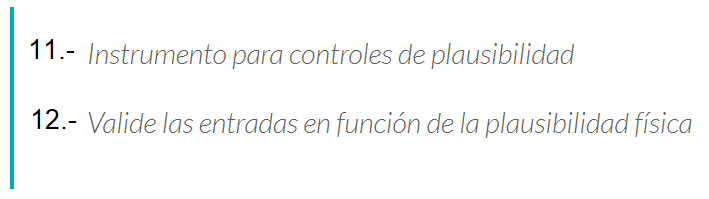 11.- Instrumento para controles de plausibilidad
12.- Valide las entradas en función de la plausibilidad física